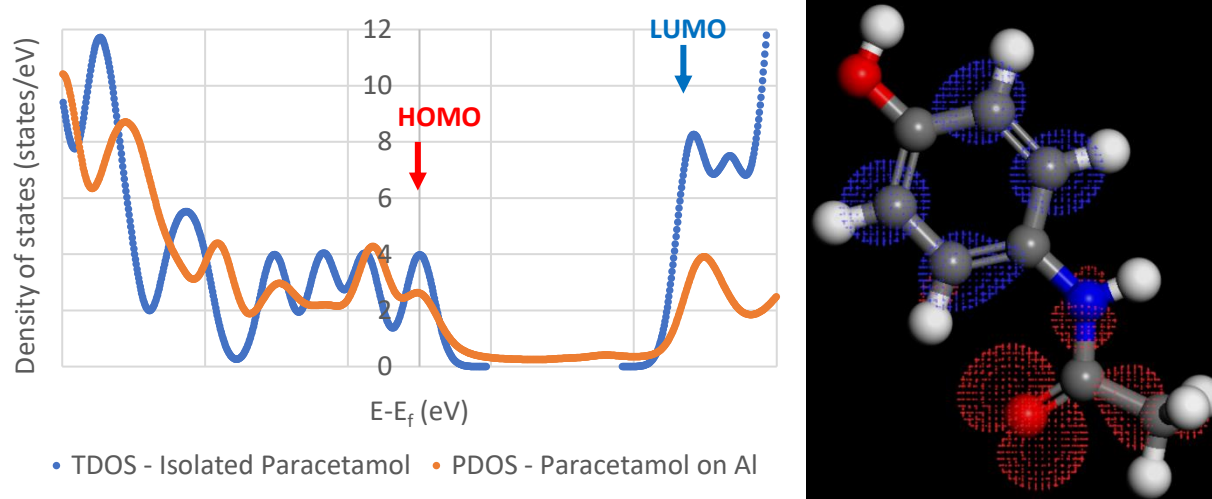 Density of states (states/eV)
12
10
8
6
4
2
0
LUMO
HOMO
E-Ef (eV)
TDOS - Isolated Paracetamol
PDOS - Paracetamol on Al